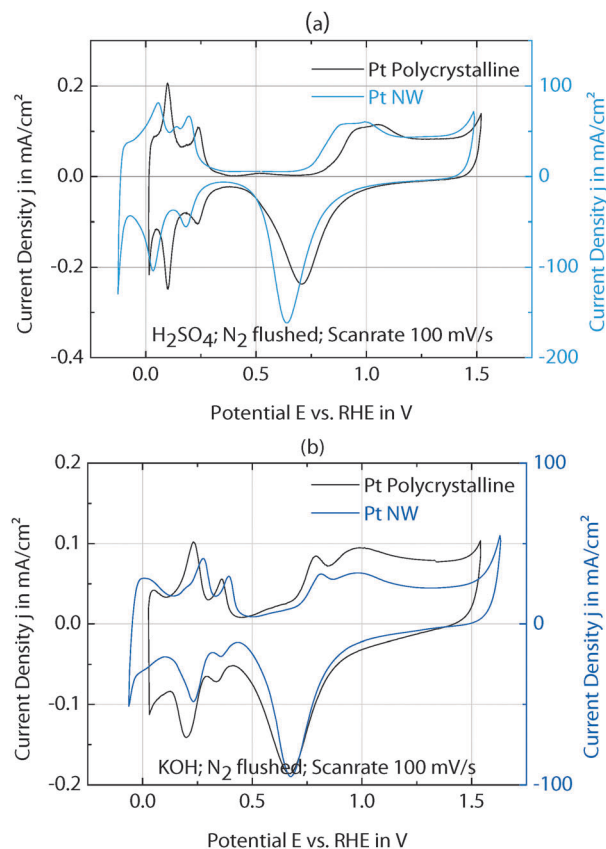 (a)
Current Density j in mA/cm²
0.2
0.0
-0.2
-0.4
Pt Polycrystalline
Pt NW
H₂SO₄; N₂ flushed; Scanrate 100 mV/s
100
0
-100
-200
Current Density j in mA/cm²
0.0 0.5 1.0 1.5
Potential E vs. RHE in V
(b)
Current Density j in mA/cm²
0.2
0.1
0.0
-0.1
-0.2
Pt Polycrystalline
Pt NW
KOH; N₂ flushed; Scanrate 100 mV/s
100
0
-100
Current Density j in mA/cm²
0.0 0.5 1.0 1.5
Potential E vs. RHE in V